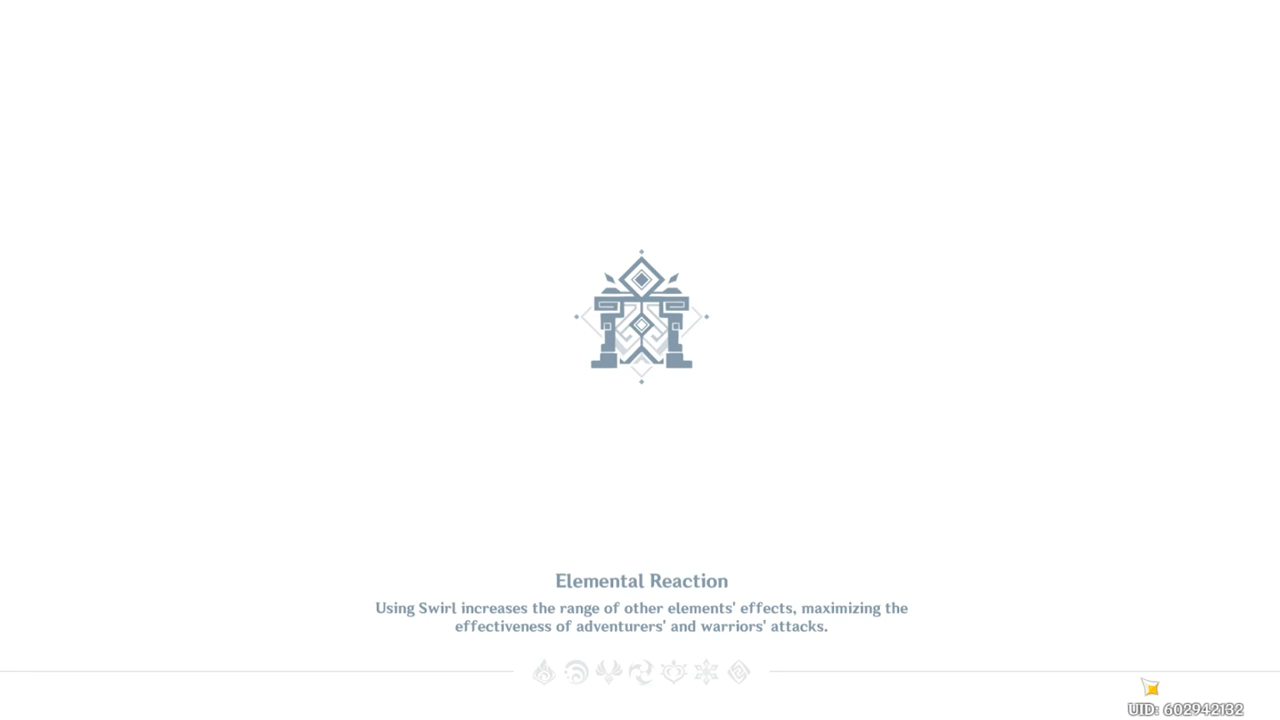 Elemental Reaction
Using Swirl increases the range of other elements' effects, maximizing the
effectiveness of adventurers' and warriors' attacks.
UID: 602942132